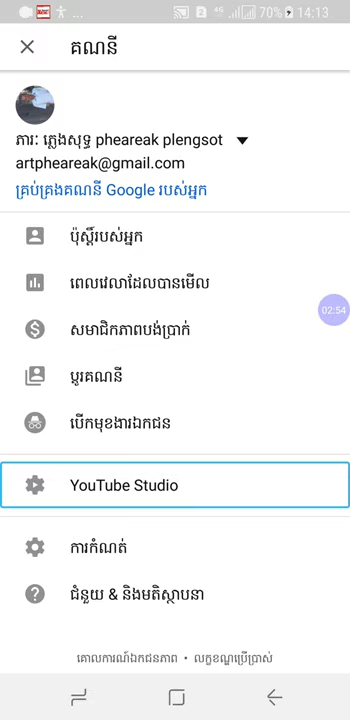 70% 14:13
គណនី
ភារៈ ភ្លេងសុទ្ធ pheareak plengsot
artpheareak@gmail.com
គ្រប់គ្រងគណនី Google របស់អ្នក
ប៉ុស្តិ៍របស់អ្នក
ពេលវេលាដែលបានមើល
02:54
សមាជិកភាពបង់ប្រាក់
ប្ដូរគណនី
បើកមុខងារឯកជន
YouTube Studio
ការកំណត់
ជំនួយ & និងមតិស្ថាបនា
គោលការណ៍ឯកជនភាព • លក្ខខណ្ឌប្រើប្រាស់